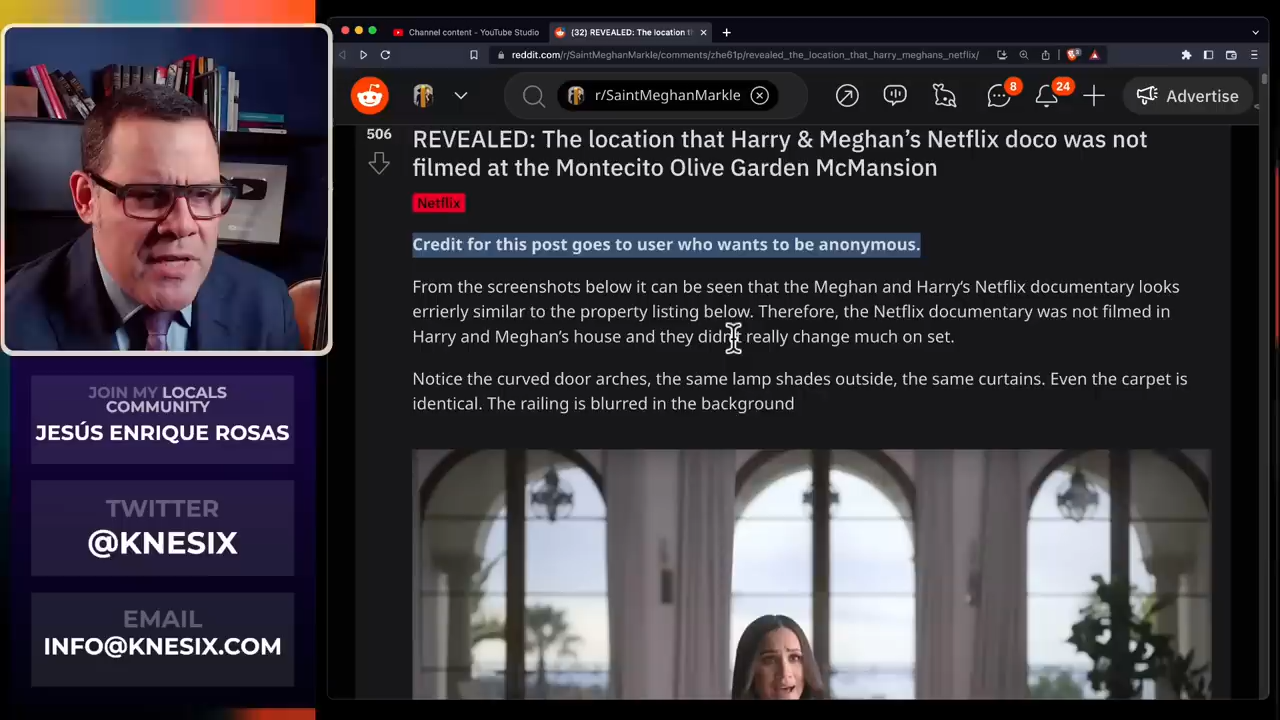 Channel content - YouTube Studio
(32) REVEALED: The location t
reddit.com/r/SaintMeghanMarkle/comments/zhe61p/revealed_the_location_that_harry_meghans_netflix/
r/SaintMeghanMarkle
8
24
Advertise
506
REVEALED: The location that Harry & Meghan's Netflix doco was not
filmed at the Montecito Olive Garden McMansion
Netflix
Credit for this post goes to user who wants to be anonymous.
From the screenshots below it can be seen that the Meghan and Harry's Netflix documentary looks
errierly similar to the property listing below. Therefore, the Netflix documentary was not filmed in
Harry and Meghan's house and they didn't really change much on set.
Notice the curved door arches, the same lamp shades outside, the same curtains. Even the carpet is
identical. The railing is blurred in the background
JOIN MY LOCALS
COMMUNITY
JESÚS ENRIQUE ROSAS
TWITTER
@KNESIX
EMAIL
INFO@KNESIX.COM